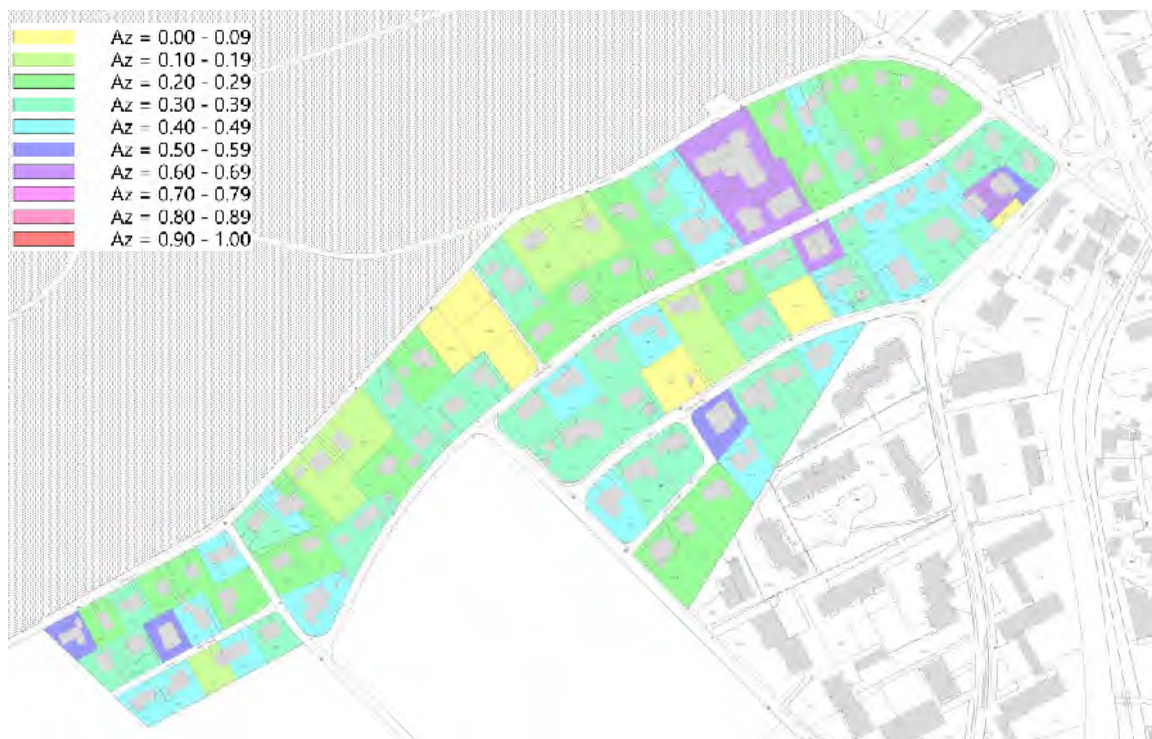 Az = 0.00 - 0.09
Az = 0.10 - 0.19
Az = 0.20 - 0.29
Az = 0.30 - 0.39
Az = 0.40 - 0.49
Az = 0.50 - 0.59
Az = 0.60 - 0.69
Az = 0.70 - 0.79
Az = 0.80 - 0.89
Az = 0.90 - 1.00